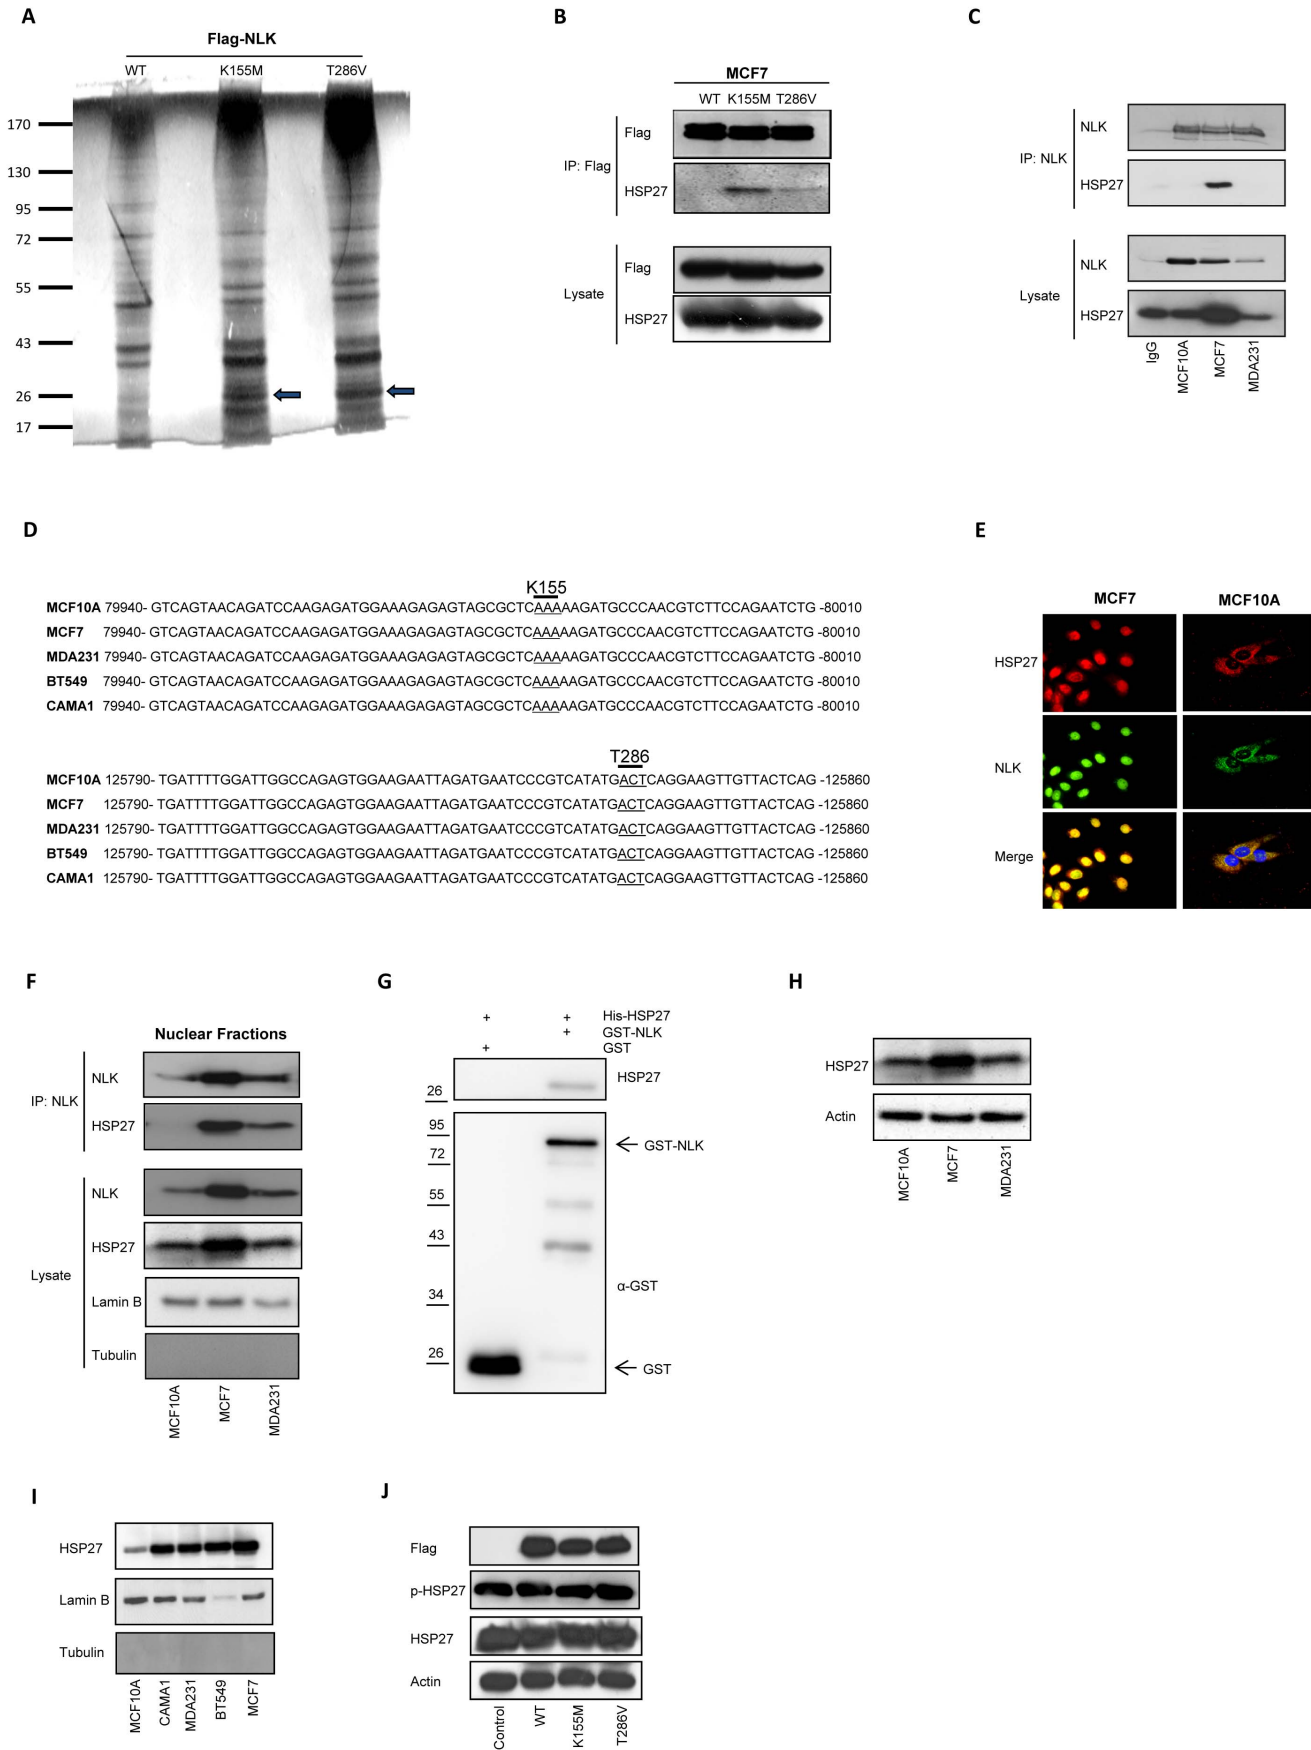 A
Flag-NLK
WT K155M T286V
170
130
95
72
55
43
26
17
B
MCF7
WT K155M T286V
Flag
IP: Flag
HSP27
Flag
Lysate
HSP27
C
NLK
IP: NLK
HSP27
NLK
Lysate
HSP27
IgG
MCF10A
MCF7
MDA231
D
K155
MCF10A 79940- GTCAGTAACAGATCCAAGAGATGGAAAGAGAGTAGCGCTCAAAAAGATGCCCAACGTCTTCCAGAATCTG -80010
MCF7 79940- GTCAGTAACAGATCCAAGAGATGGAAAGAGAGTAGCGCTCAAAAAGATGCCCAACGTCTTCCAGAATCTG -80010
MDA231 79940- GTCAGTAACAGATCCAAGAGATGGAAAGAGAGTAGCGCTCAAAAAGATGCCCAACGTCTTCCAGAATCTG -80010
BT549 79940- GTCAGTAACAGATCCAAGAGATGGAAAGAGAGTAGCGCTCAAAAAGATGCCCAACGTCTTCCAGAATCTG -80010
CAMA1 79940- GTCAGTAACAGATCCAAGAGATGGAAAGAGAGTAGCGCTCAAAAAGATGCCCAACGTCTTCCAGAATCTG -80010
T286
MCF10A 125790- TGATTTTGGATTGGCCAGAGTGGAAGAATTAGATGAATCCCGTCATATGACTCAGGAAGTTGTTACTCAG -125860
MCF7 125790- TGATTTTGGATTGGCCAGAGTGGAAGAATTAGATGAATCCCGTCATATGACTCAGGAAGTTGTTACTCAG -125860
MDA231 125790- TGATTTTGGATTGGCCAGAGTGGAAGAATTAGATGAATCCCGTCATATGACTCAGGAAGTTGTTACTCAG -125860
BT549 125790- TGATTTTGGATTGGCCAGAGTGGAAGAATTAGATGAATCCCGTCATATGACTCAGGAAGTTGTTACTCAG -125860
CAMA1 125790- TGATTTTGGATTGGCCAGAGTGGAAGAATTAGATGAATCCCGTCATATGACTCAGGAAGTTGTTACTCAG -125860
E
MCF7 MCF10A
HSP27
NLK
Merge
F
Nuclear Fractions
NLK
IP: NLK
HSP27
NLK
HSP27
Lysate
Lamin B
Tubulin
MCF10A
MCF7
MDA231
G
+ + His-HSP27
+ GST-NLK
+ GST
HSP27
26
95
GST-NLK
72
55
43
α-GST
34
26
GST
H
HSP27
Actin
MCF10A
MCF7
MDA231
I
HSP27
Lamin B
Tubulin
MCF10A
CAMA1
MDA231
BT549
MCF7
J
Flag
p-HSP27
HSP27
Actin
Control
WT
K155M
T286V